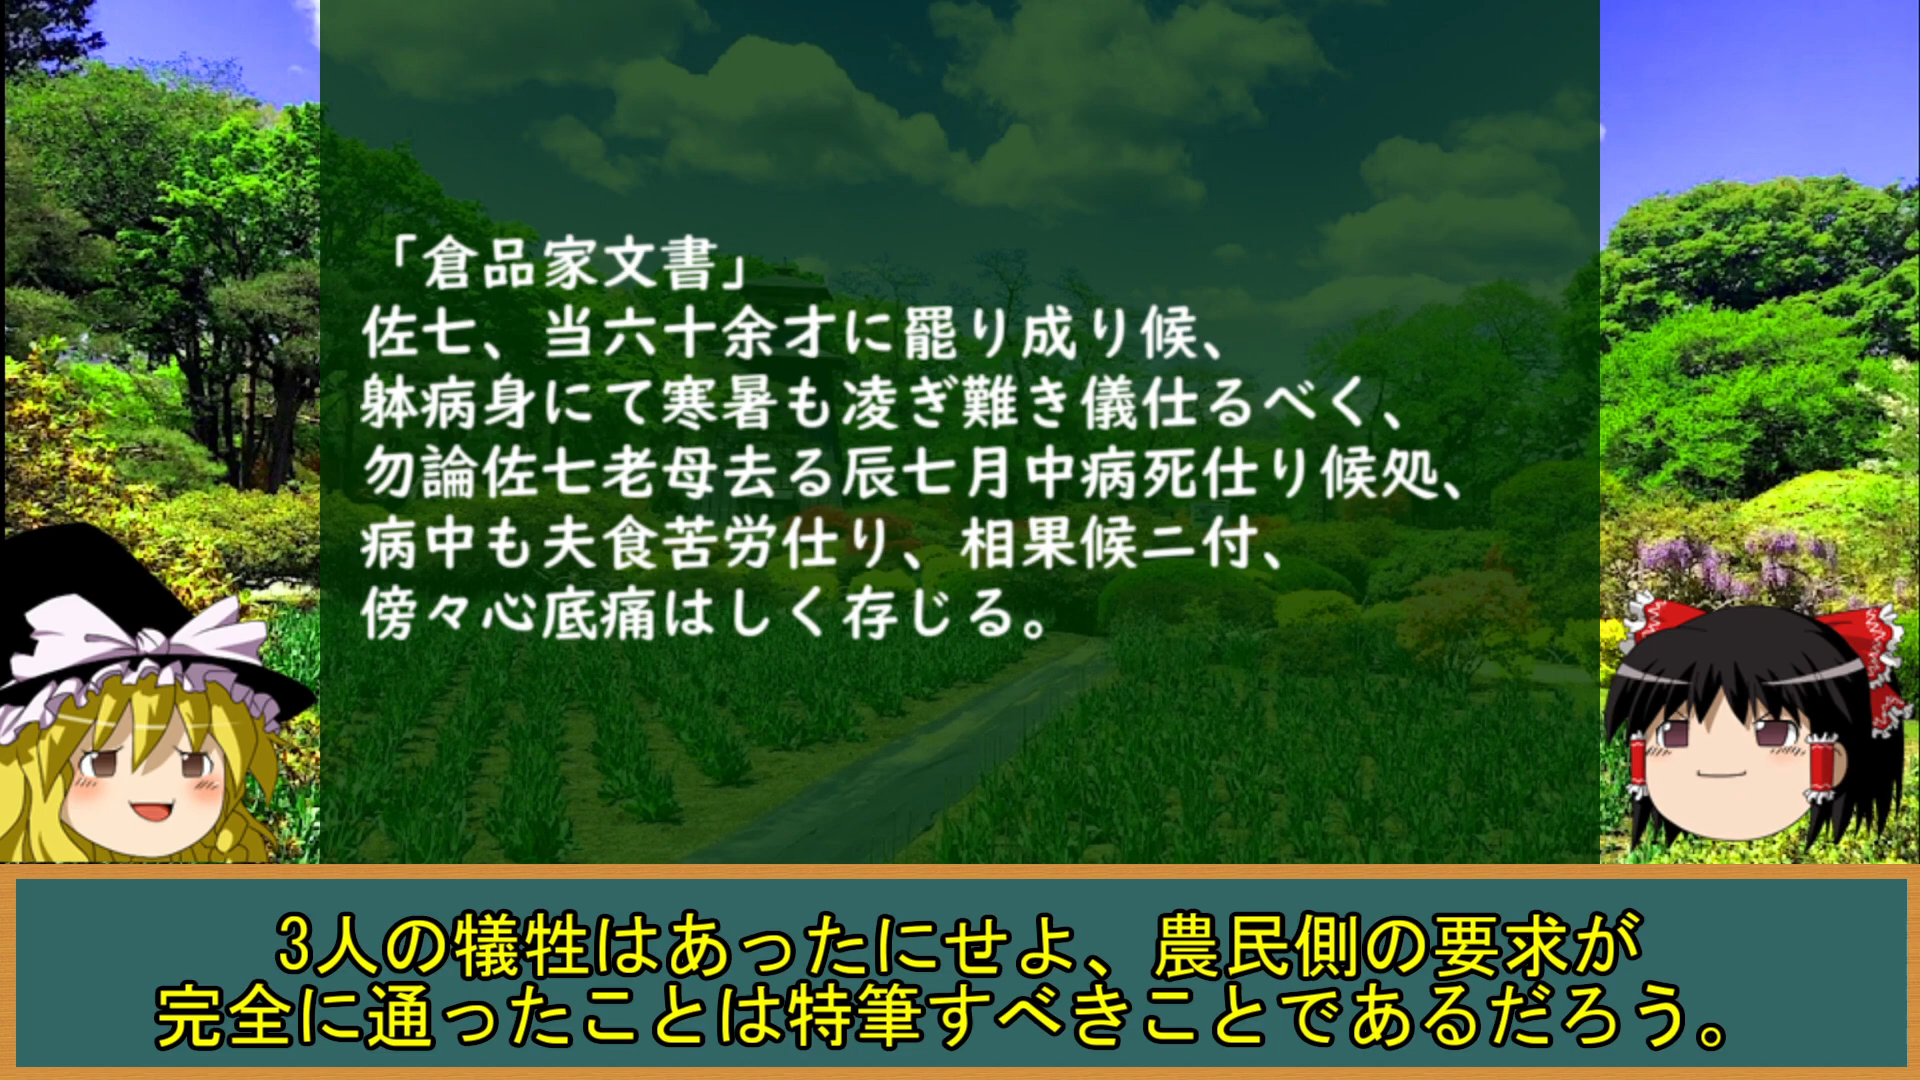 「倉品家文書」
佐七、当六十余才に罷り成り候、
躰病身にて寒暑も凌ぎ難き儀仕るべく、
勿論佐七老母去る辰七月中病死仕り候処、
病中も夫食苦労仕り、相果候ニ付、
傍々心底痛はしく存じる。
3人の犠牲はあったにせよ、農民側の要求が
完全に通ったことは特筆すべきことであるだろう。